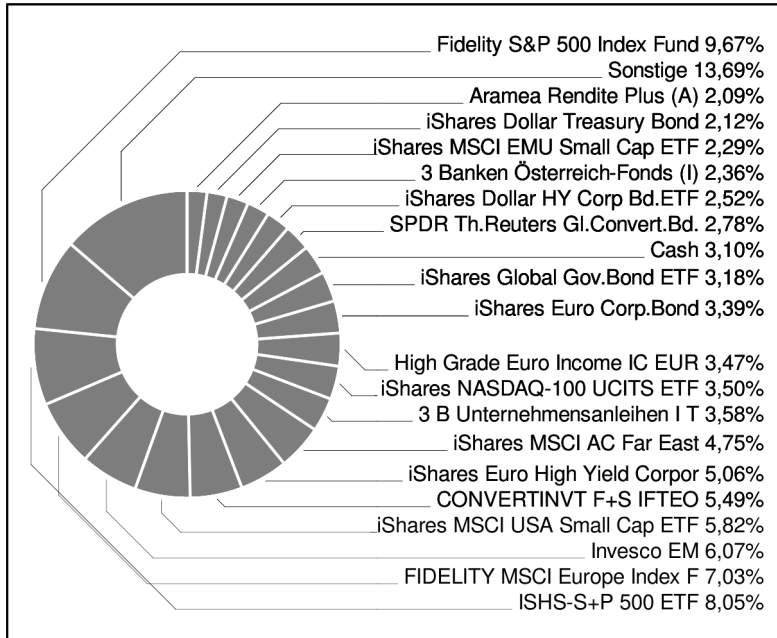 Fidelity S&P 500 Index Fund 9,67%
Sonstige 13,69%
Aramea Rendite Plus (A) 2,09%
iShares Dollar Treasury Bond 2,12%
iShares MSCI EMU Small Cap ETF 2,29%
3 Banken Österreich-Fonds (I) 2,36%
iShares Dollar HY Corp Bd.ETF 2,52%
SPDR Th.Reuters Gl.Convert.Bd. 2,78%
Cash 3,10%
iShares Global Gov.Bond ETF 3,18%
iShares Euro Corp.Bond 3,39%
High Grade Euro Income IC EUR 3,47%
iShares NASDAQ-100 UCITS ETF 3,50%
3 B Unternehmensanleihen I T 3,58%
iShares MSCI AC Far East 4,75%
iShares Euro High Yield Corpor 5,06%
CONVERTINVT F+S IFTEO 5,49%
iShares MSCI USA Small Cap ETF 5,82%
Invesco EM 6,07%
FIDELITY MSCI Europe Index F 7,03%
ISHS-S+P 500 ETF 8,05%